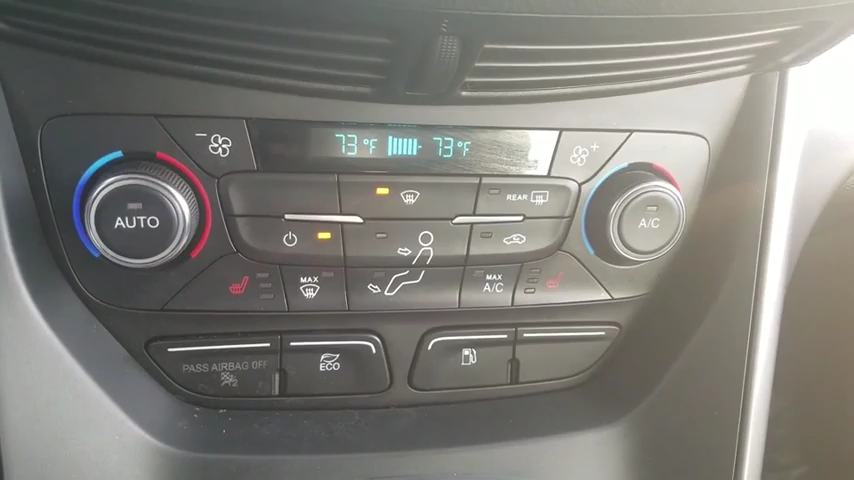 73 °F 73 °F
AUTO
REAR
A/C
MAX
MAX
A/C
PASS AIRBAG OFF
ECO